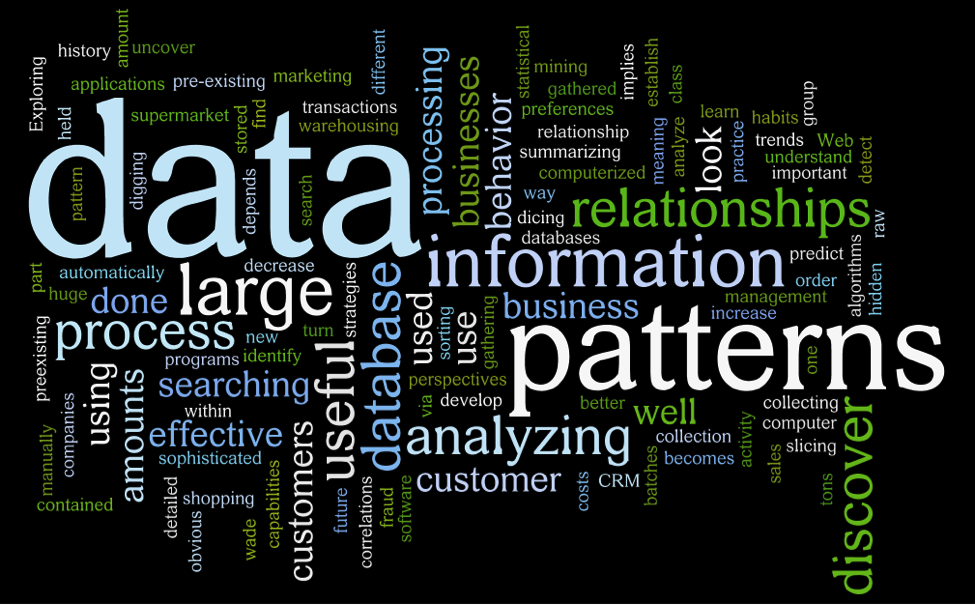 amount
history
uncover
Exploring
applications
pre-existing
marketing
different
held
supermarket
stored
find
transactions
warehousing
data
pattern
digging
depends
search
processing
businesses
behavior
statistical
mining
gathered
preferences
implies
establish
class
relationship
summarizing
computerized
meaning
analyze
look
learn
practice
habits
group
trends
Web
understand
important
detect
way
dicing
databases
relationships
raw
information
predict
order
algorithms
hidden
part
automatically
huge
done
large
decrease
strategies
database
used
sorting
use
gathering
business
management
increase
process
new
turn
programs
identify
preexisting
searching
useful
patterns
one
using
amounts
within
effective
sophisticated
perspectives
via
develop
better
well
collecting
computer
slicing
discover
analyzing
collection
becomes
activity
sales
tons
manually
companies
contained
detailed
shopping
obvious
wade
capabilities
customers
future
correlations
fraud
software
customer
costs
CRM
batches